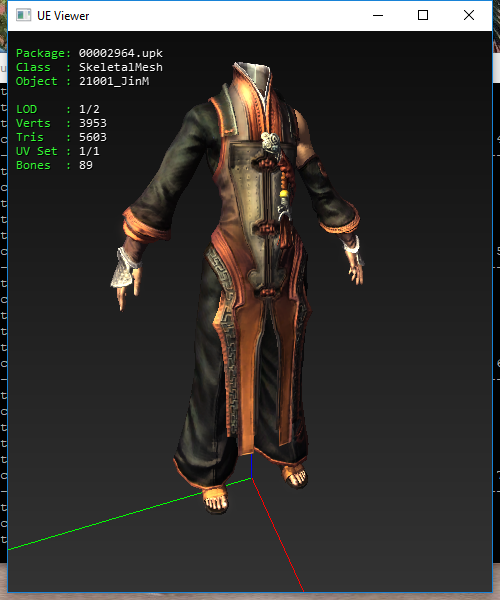 UE Viewer
Package: 00002964.upk
Class  : SkeletalMesh
Object : 21001_JinM
LOD    : 1/2
Verts  : 3953
Tris   : 5603
UV Set : 1/1
Bones  : 89